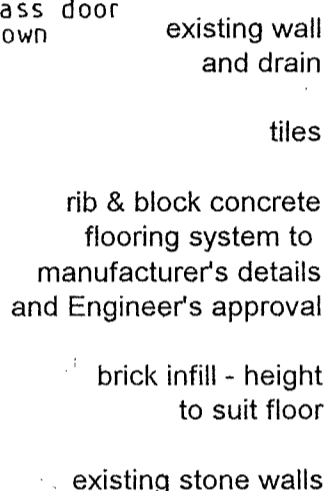 ass door
own
existing wall
and drain
tiles
rib & block concrete
flooring system to
manufacturer's details
and Engineer's approval
brick infill - height
to suit floor
existing stone walls